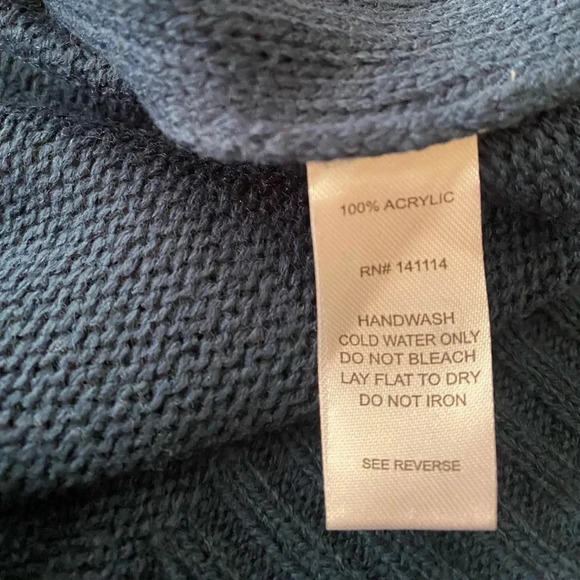 100% ACRYLIC
RN# 141114
HANDWASH
COLD WATER ONLY
DO NOT BLEACH
LAY FLAT TO DRY
DO NOT IRON
SEE REVERSE